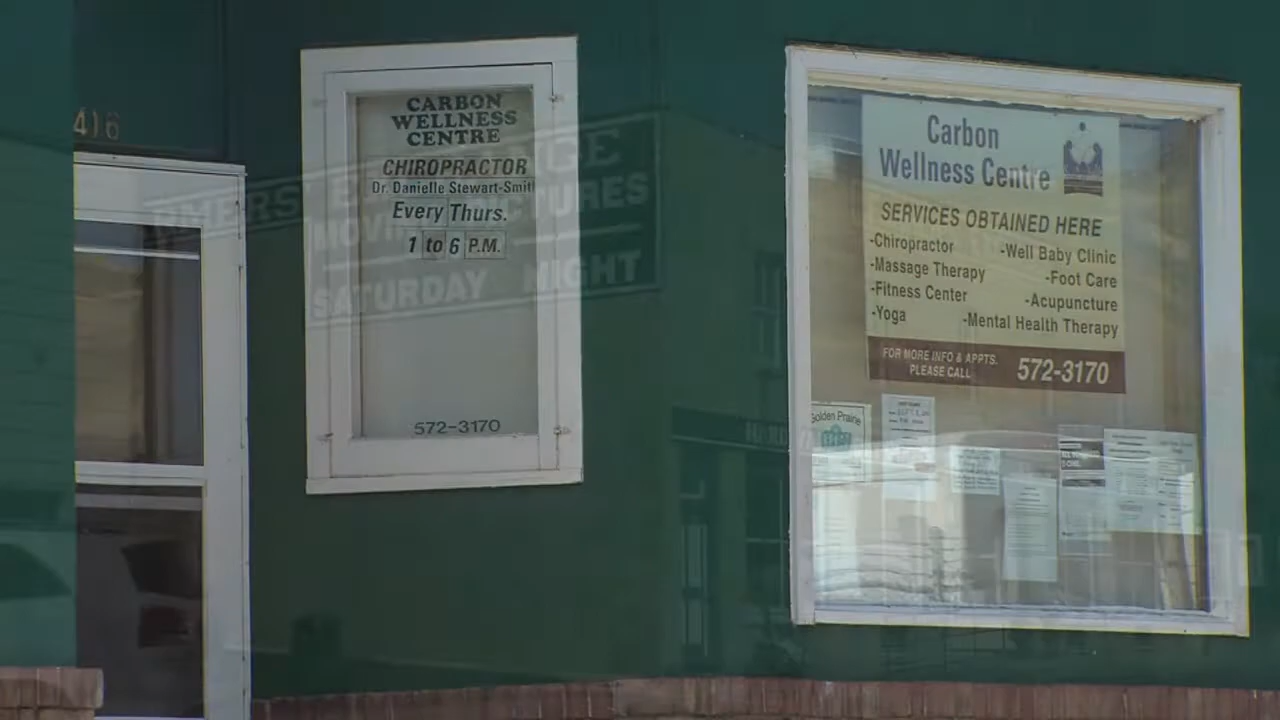 416
CARBON
WELLNESS
CENTRE
CHIROPRACTOR
Dr. Danielle Stewart-Smith
Every Thurs.
1 to 6 P.M.
572-3170
MOVING PICTURES
SATURDAY NIGHT
Carbon
Wellness Centre
SERVICES OBTAINED HERE
-Chiropractor -Well Baby Clinic
-Massage Therapy -Foot Care
-Fitness Center -Acupuncture
-Yoga -Mental Health Therapy
FOR MORE INFO & APPTS.
PLEASE CALL 572-3170
Golden Prairie